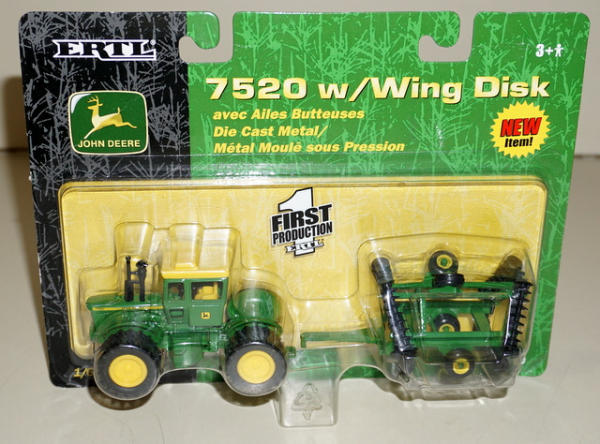 ERTL
JOHN DEERE
7520 w/Wing Disk
avec Ailes Butteuses
Die Cast Metal/
Métal Moulé sous Pression
3+
NEW
Item!
1
FIRST
PRODUCTION
ERTL